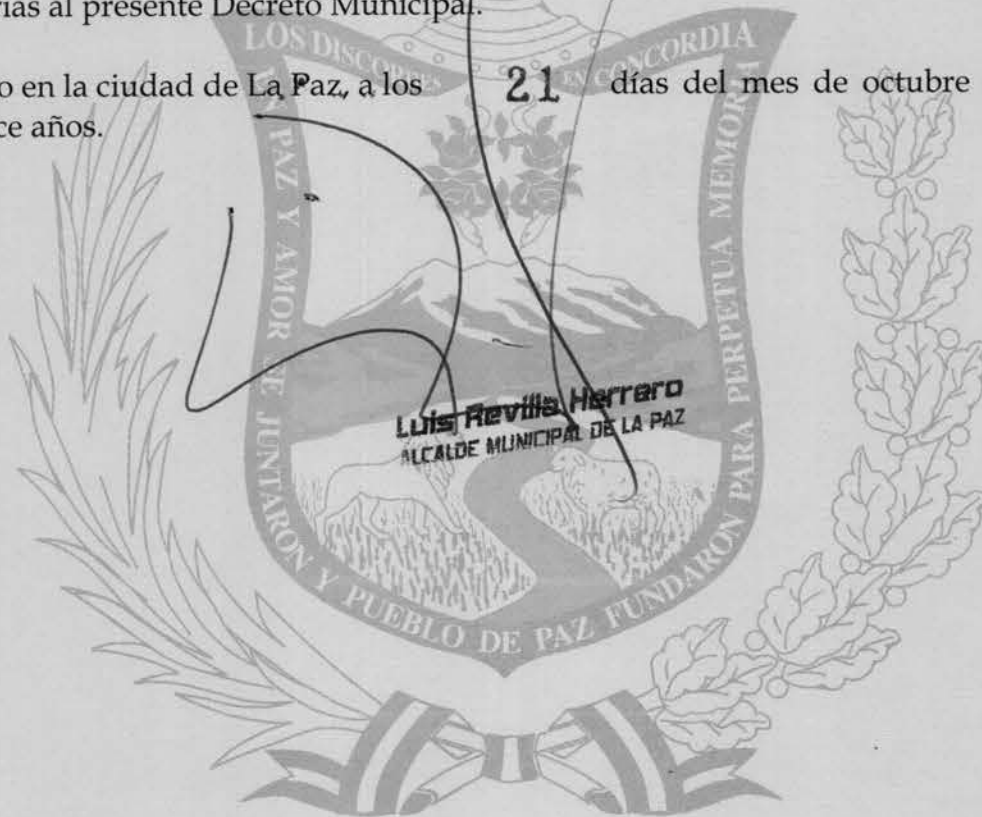 rias al presente Decreto Municipal.
o en la ciudad de La Paz, a los 21 días del mes de octubre
ce años.
LOS DISCORDES EN CONCORDIA
EN PAZ Y AMOR SE JUNTARON Y PUEBLO DE PAZ FUNDARON PARA PERPETUA MEMORIA
Luis Revilla Herrero
ALCALDE MUNICIPAL DE LA PAZ